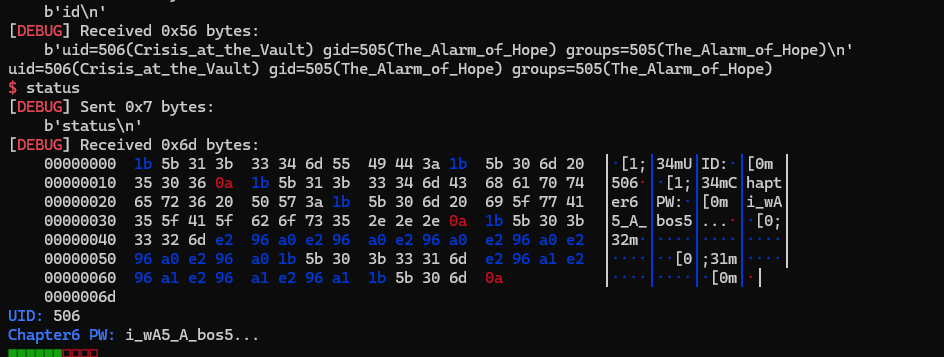 b'id\n'
[DEBUG] Received 0x56 bytes:
b'uid=506(Crisis_at_the_Vault) gid=505(The_Alarm_of_Hope) groups=505(The_Alarm_of_Hope)\n'
uid=506(Crisis_at_the_Vault) gid=505(The_Alarm_of_Hope) groups=505(The_Alarm_of_Hope)
$ status
[DEBUG] Sent 0x7 bytes:
b'status\n'
[DEBUG] Received 0x6d bytes:
00000000  1b 5b 31 3b  33 34 6d 55  49 44 3a 1b  5b 30 6d 20  │·[1;│34mU│ID:·│[0m │
00000010  35 30 36 0a  1b 5b 31 3b  33 34 6d 43  68 61 70 74  │506·│·[1;│34mC│hapt│
00000020  65 72 36 20  50 57 3a 1b  5b 30 6d 20  69 5f 77 41  │er6 │PW:·│[0m │i_wA│
00000030  35 5f 41 5f  62 6f 73 35  2e 2e 2e 0a  1b 5b 30 3b  │5_A_│bos5│...·│·[0;│
00000040  33 32 6d e2  96 a0 e2 96  a0 e2 96 a0  e2 96 a0 e2  │32m·│····│····│····│
00000050  96 a0 e2 96  a0 1b 5b 30  3b 33 31 6d  e2 96 a1 e2  │····│··[0│;31m│····│
00000060  96 a1 e2 96  a1 e2 96 a1  1b 5b 30 6d  0a           │····│····│·[0m│·│
0000006d
UID: 506
Chapter6 PW: i_wA5_A_bos5...
■■■■■■□□□□